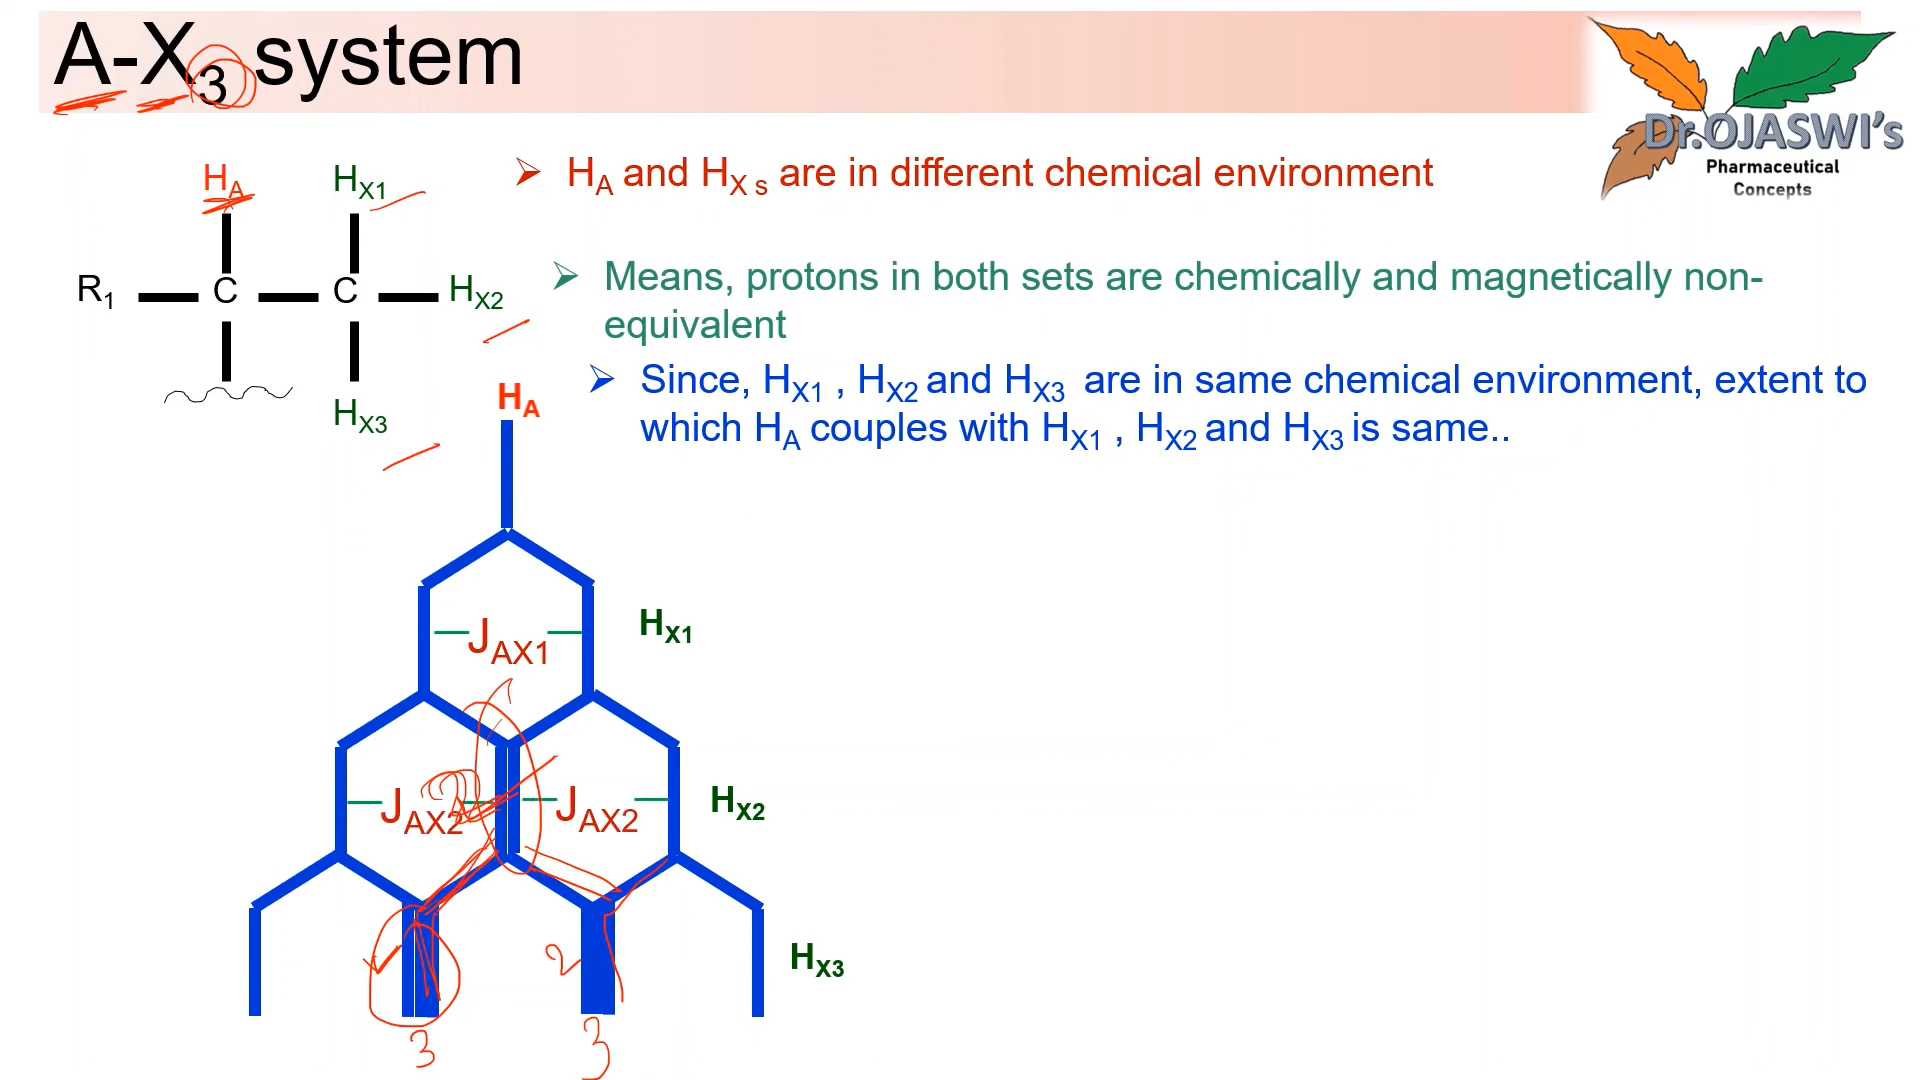 A-X3 system
Dr.OJASWI's
Pharmaceutical
Concepts
HA
HX1
R1 C C HX2
HX3
HA and HX s are in different chemical environment
Means, protons in both sets are chemically and magnetically non-
equivalent
Since, HX1 , HX2 and HX3 are in same chemical environment, extent to
which HA couples with HX1 , HX2 and HX3 is same..
HA
JAX1 HX1
JAX2 JAX2 HX2
2
HX3
3 3